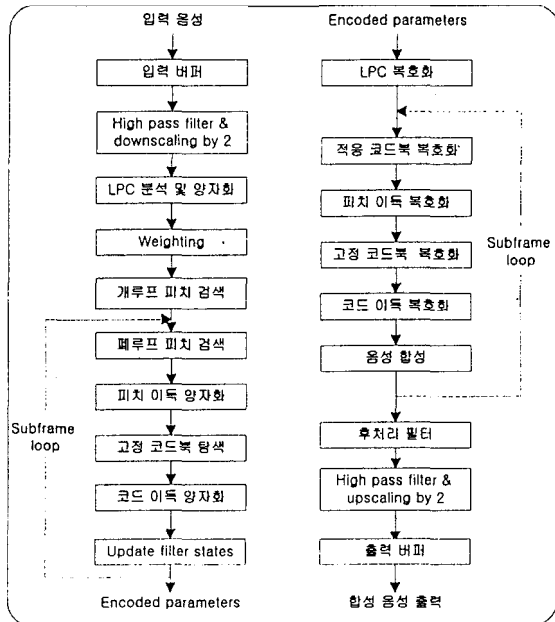 입력 음성
입력 버퍼
High pass filter &
downscaling by 2
LPC 분석 및 양자화
Weighting
개루프 피치 검색
폐루프 피치 검색
피치 이득 양자화
Subframe
loop
고정 코드북 탐색
코드 이득 양자화
Update filter states
Encoded parameters
Encoded parameters
LPC 복호화
적응 코드북 복호화
피치 이득 복호화
고정 코드북 복호화
Subframe
loop
코드 이득 복호화
음성 합성
후처리 필터
High pass filter &
upscaling by 2
출력 버퍼
합성 음성 출력